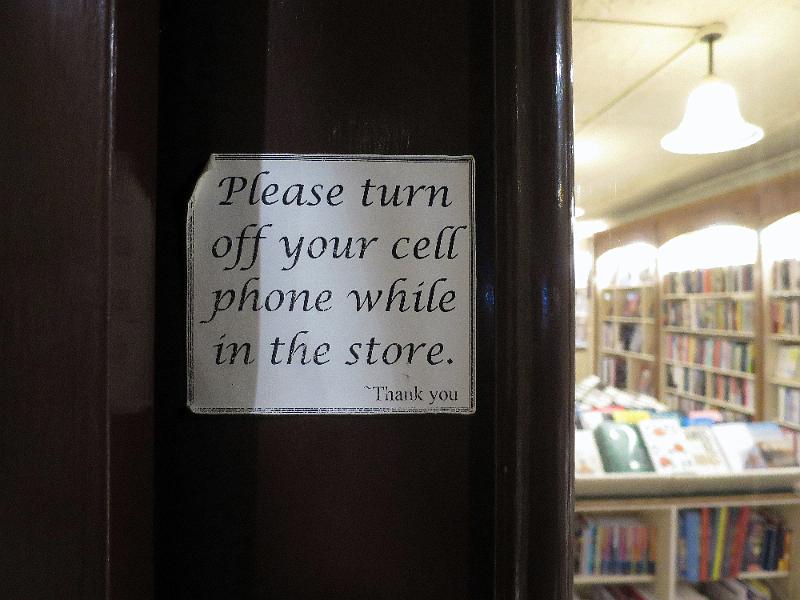 Please turn
off your cell
phone while
in the store.
~Thank you